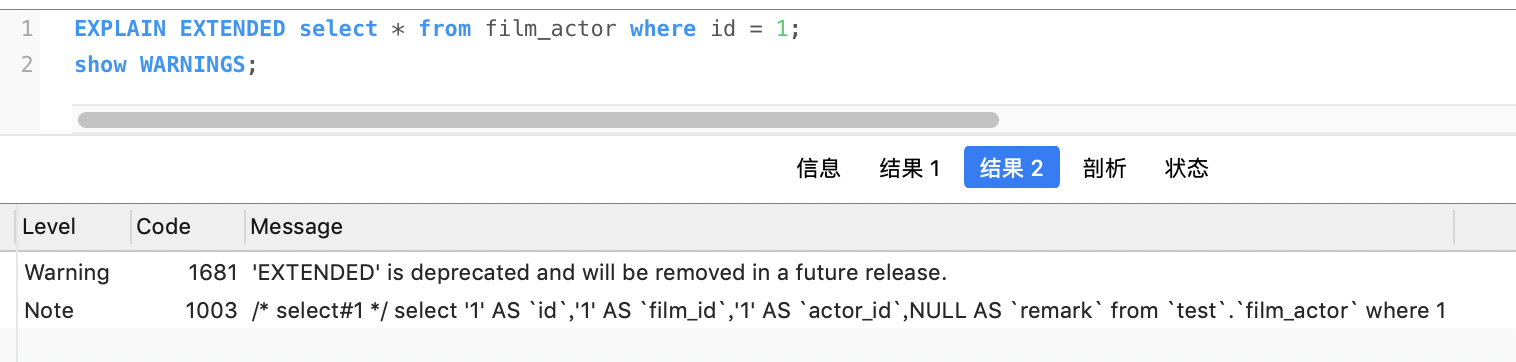 1 EXPLAIN EXTENDED select * from film_actor where id = 1;
2 show WARNINGS;
信息 结果 1 结果 2 剖析 状态
Level Code Message
Warning 1681 'EXTENDED' is deprecated and will be removed in a future release.
Note 1003 /* select#1 */ select '1' AS `id`,'1' AS `film_id`,'1' AS `actor_id`,NULL AS `remark` from `test`.`film_actor` where 1